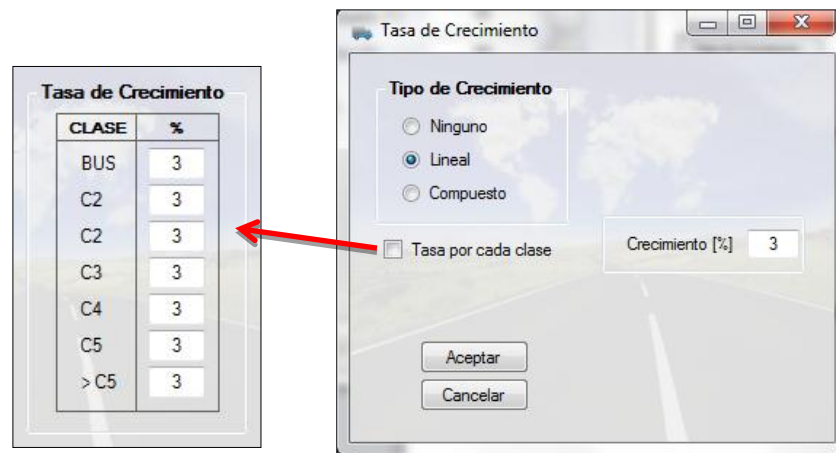 Tasa de Crecimiento
CLASE %
BUS 3
C2 3
C2 3
C3 3
C4 3
C5 3
> C5 3
Tasa de Crecimiento
Tipo de Crecimiento
Ninguno
Lineal
Compuesto
Tasa por cada clase
Crecimiento [%] 3
Aceptar
Cancelar